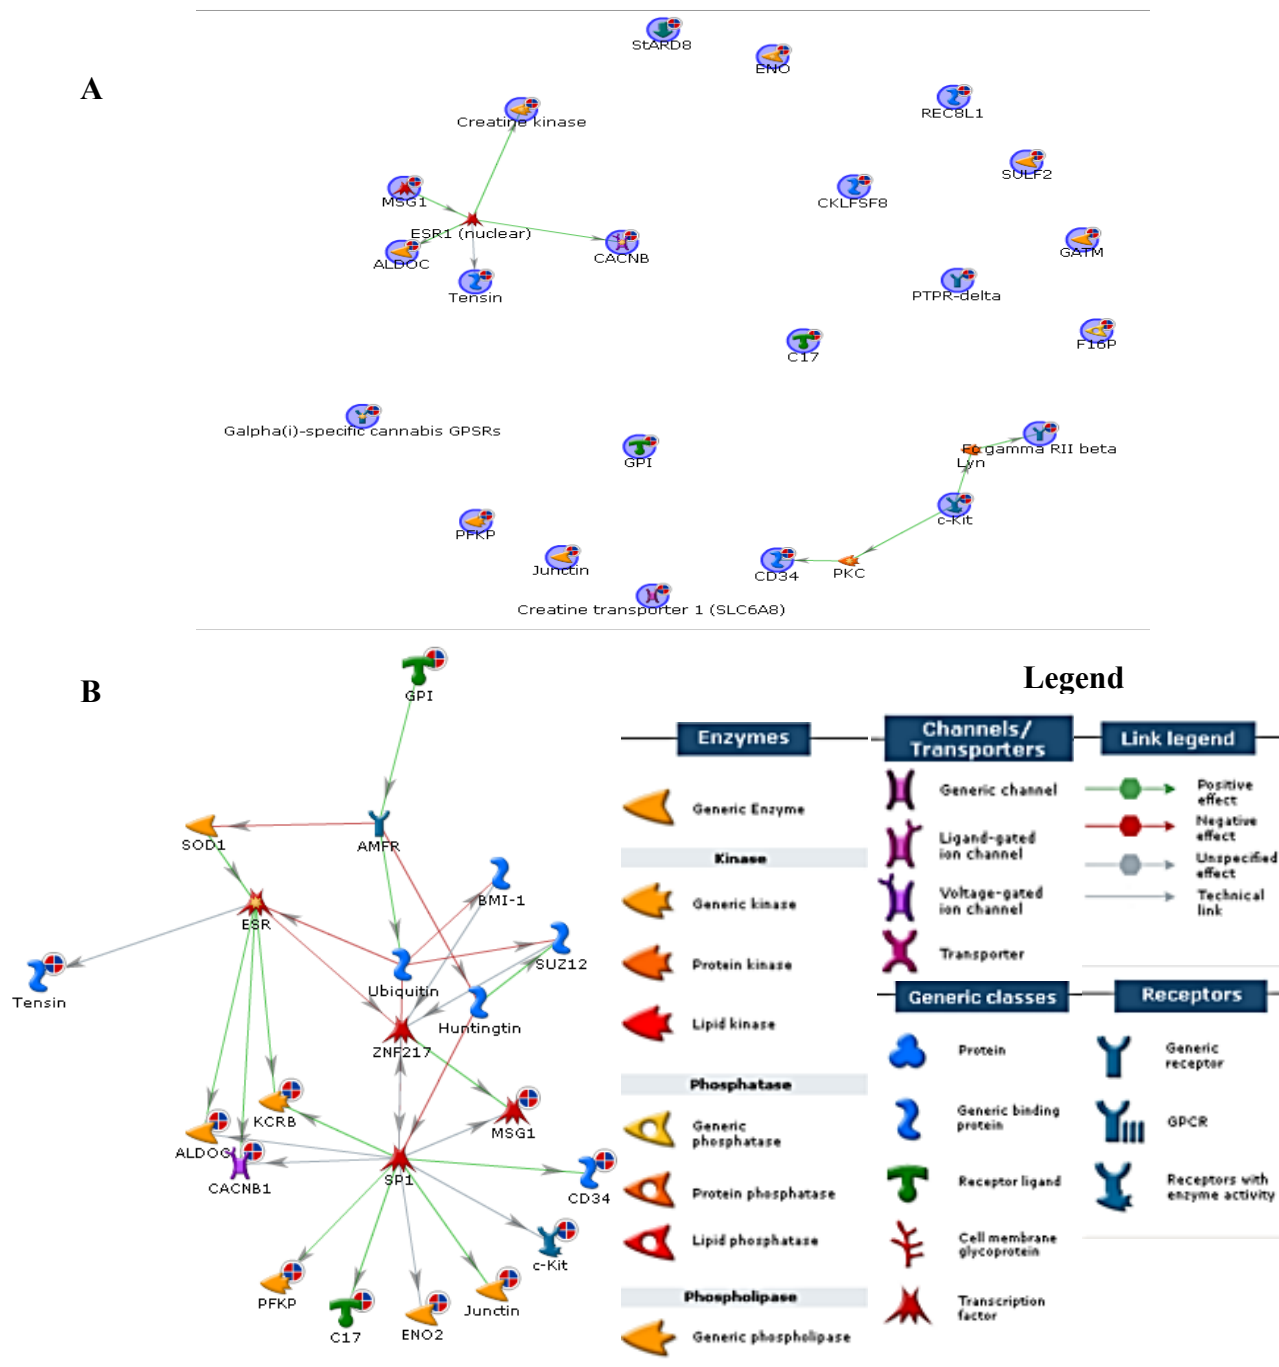 A
StARD8
ENO
REC8L1
Creatine kinase
SULF2
MSG1
CKLFSF8
ESR1 (nuclear)
CACNB
GATM
ALDOC
Tensin
PTPR-delta
C17
F16P
Galpha(i)-specific cannabis GPSRs
GPI
Fc gamma RII beta
Lyn
c-Kit
PFKP
Junctin
CD34
PKC
Creatine transporter 1 (SLC6A8)
B
GPI
SOD1
AMFR
BMI-1
ESR
SUZ12
Tensin
Ubiquitin
Huntingtin
ZNF217
KCRB
MSG1
ALDOC
CACNB1
SP1
CD34
c-Kit
PFKP
C17
ENO2
Junctin
Legend
Enzymes
Generic Enzyme
Kinase
Generic kinase
Protein kinase
Lipid kinase
Phosphatase
Generic
phosphatase
Protein phosphatase
Lipid phosphatase
Phospholipase
Generic phospholipase
Channels/
Transporters
Generic channel
Ligand-gated
ion channel
Voltage-gated
ion channel
Transporter
Generic classes
Protein
Generic binding
protein
Receptor ligand
Cell membrane
glycoprotein
Transcription
factor
Link legend
Positive
effect
Negative
effect
Unspecified
effect
Technical
link
Receptors
Generic
receptor
GPCR
Receptors with
enzyme activity